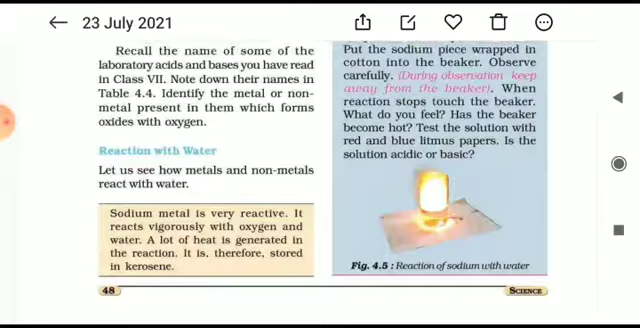 23 July 2021
Recall the name of some of the
laboratory acids and bases you have read
in Class VII. Note down their names in
Table 4.4. Identify the metal or non-
metal present in them which forms
oxides with oxygen.
Reaction with Water
Let us see how metals and non-metals
react with water.
Sodium metal is very reactive. It
reacts vigorously with oxygen and
water. A lot of heat is generated in
the reaction. It is, therefore, stored
in kerosene.
48
Put the sodium piece wrapped in
cotton into the beaker. Observe
carefully. (During observation keep
away from the beaker). When
reaction stops touch the beaker.
What do you feel? Has the beaker
become hot? Test the solution with
red and blue litmus papers. Is the
solution acidic or basic?
Fig. 4.5 : Reaction of sodium with water
SCIENCE